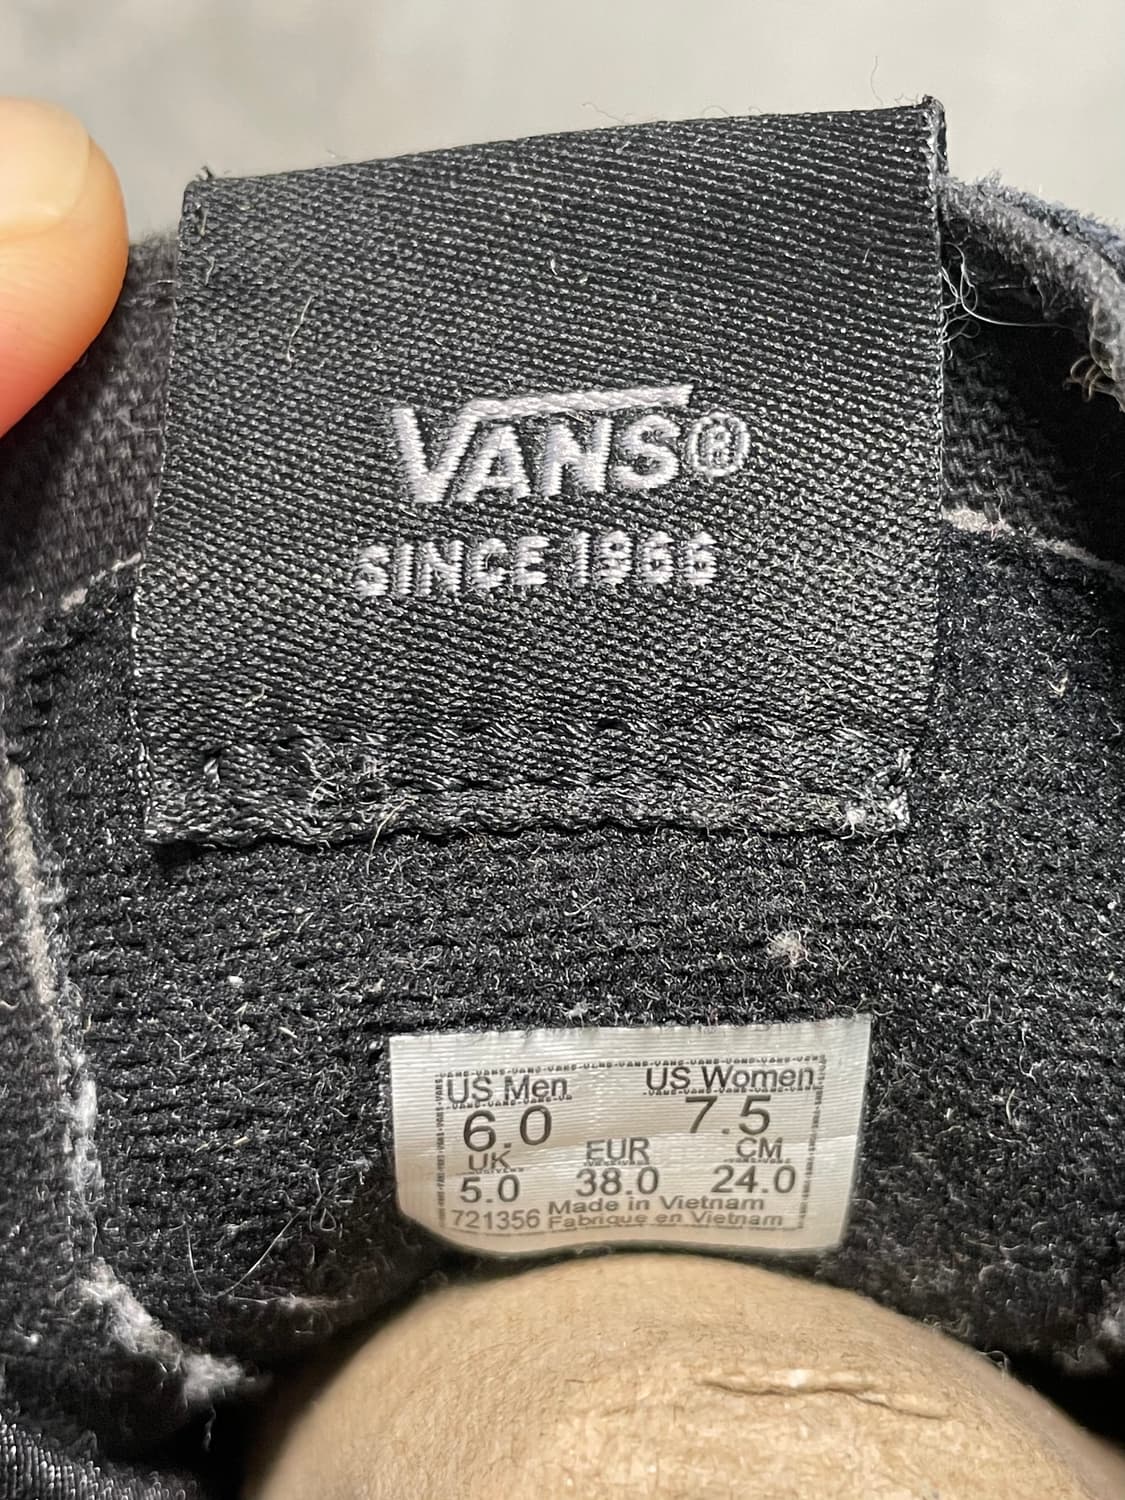 VANS®
SINCE 1966
US Men US Women
6.0 7.5
UK EUR CM
5.0 38.0 24.0
721356 Made in Vietnam
Fabrique en Vietnam